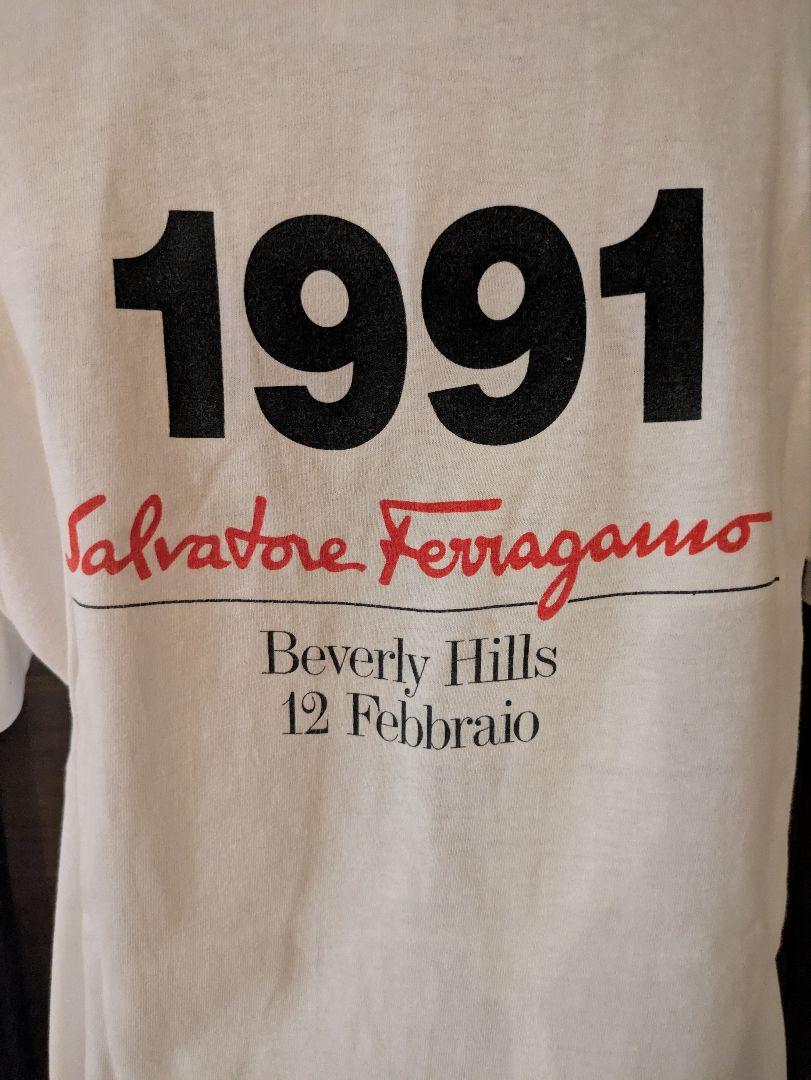 1991
Salvatore Ferragamo
Beverly Hills
12 Febbraio